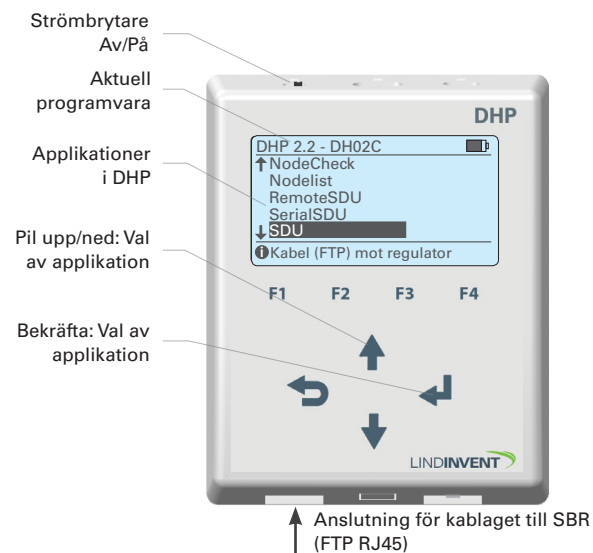 Strömbrytare
Av/På
Aktuell
programvara
Applikationer
i DHP
Pil upp/ned: Val
av applikation
Bekräfta: Val av
applikation
DHP
DHP 2.2 - DH02C
NodeCheck
Nodelist
RemoteSDU
SerialSDU
SDU
Kabel (FTP) mot regulator
F1 F2 F3 F4
LINDINVENT
Anslutning för kablaget till SBR
(FTP RJ45)